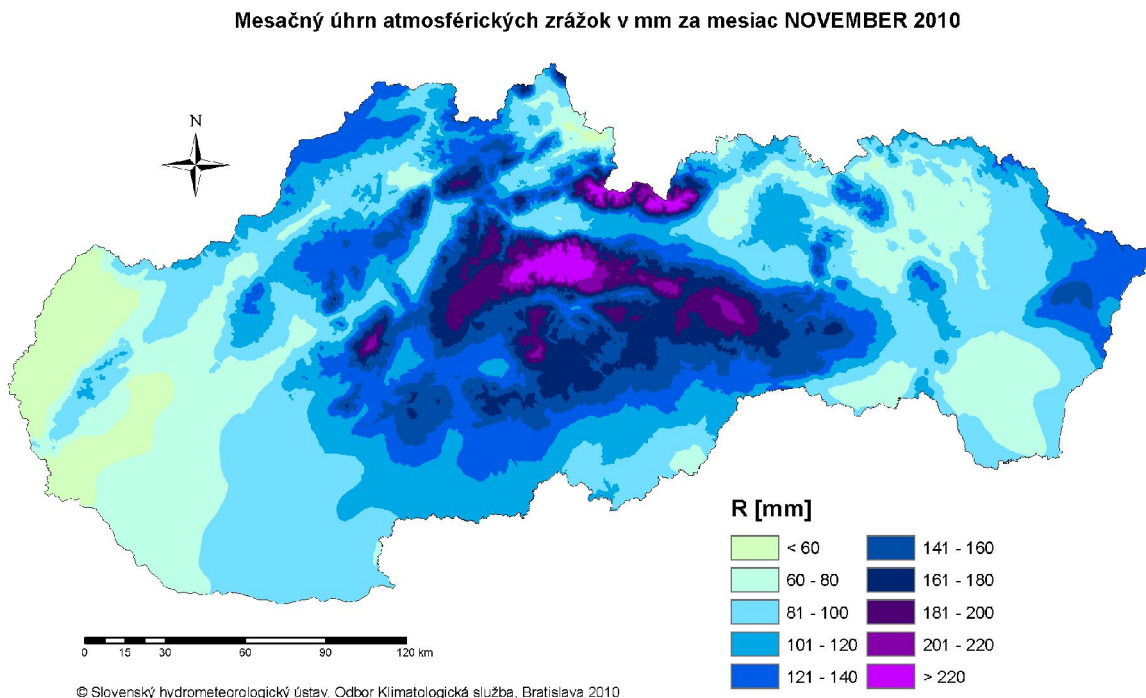 Mesačný úhrn atmosférických zrážok v mm za mesiac NOVEMBER 2010
N
R [mm]
< 60
60 - 80
81 - 100
101 - 120
121 - 140
141 - 160
161 - 180
181 - 200
201 - 220
> 220
0 15 30 60 90 120 km
© Slovenský hydrometeorologický ústav, Odbor Klimatologická služba, Bratislava 2010